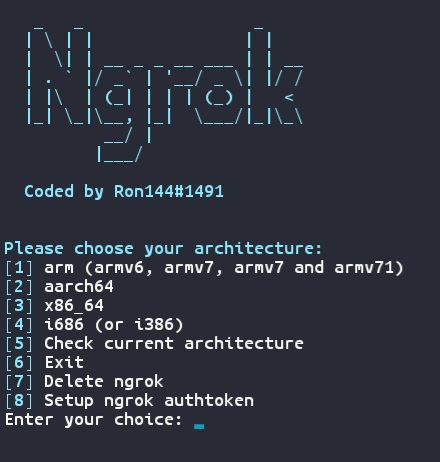 Ngrok
Coded by Ron144#1491
Please choose your architecture:
[1] arm (armv6, armv7, armv7 and armv71)
[2] aarch64
[3] x86_64
[4] i686 (or i386)
[5] Check current architecture
[6] Exit
[7] Delete ngrok
[8] Setup ngrok authtoken
Enter your choice: